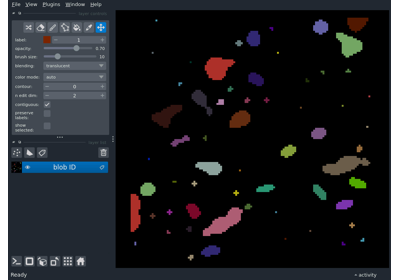 File View Plugins Window Help
label: 1
opacity: 0.70
brush size: 10
blending: translucent
color mode: auto
contour: 0
n edit dim: 2
contiguous:
preserve labels:
show selected:
blob ID
Ready
activity